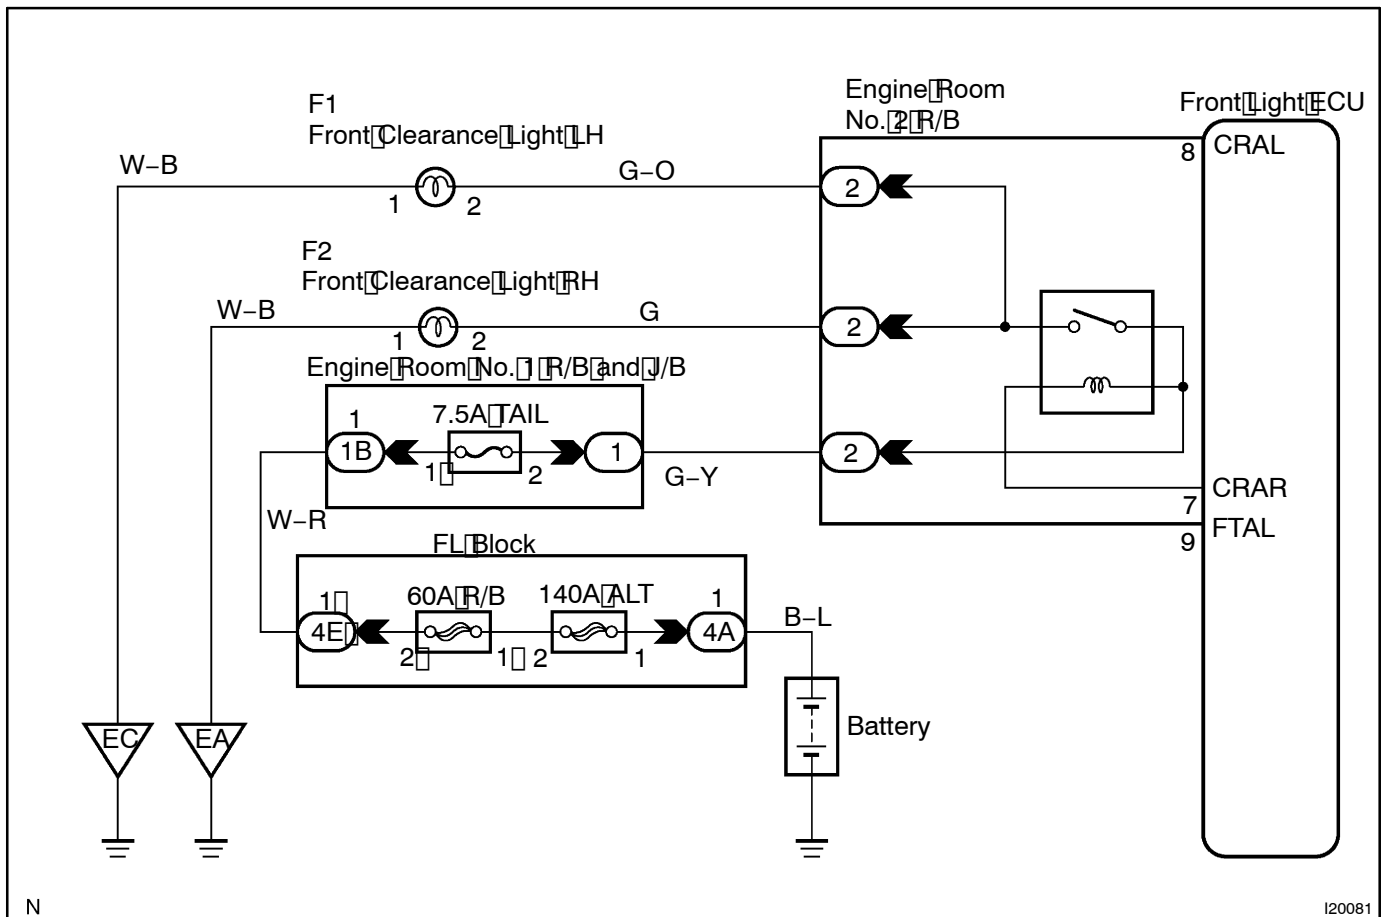 F1
Front Clearance Light LH
Engine Room
No. 2 R/B
Front Light ECU
W-B
G-O
8
CRAL
1
2
2
F2
Front Clearance Light RH
W-B
G
1
2
2
Engine Room No. 1 R/B and J/B
7.5A TAIL
1
1B
1
2
1
G-Y
2
CRAR
7
FTAL
9
W-R
FL Block
1
4E
60A R/B
2
1
140A ALT
2
1
1
4A
B-L
Battery
EC
EA
N
I20081